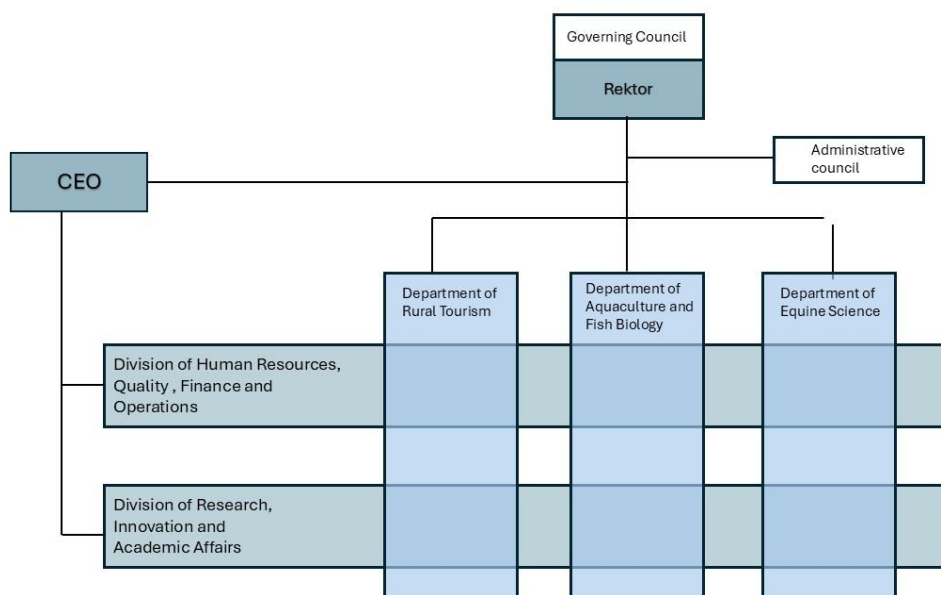 Governing Council
Rektor
Administrative
council
CEO
Department of
Rural Tourism
Department of
Aquaculture and
Fish Biology
Department of
Equine Science
Division of Human Resources,
Quality , Finance and
Operations
Division of Research,
Innovation and
Academic Affairs